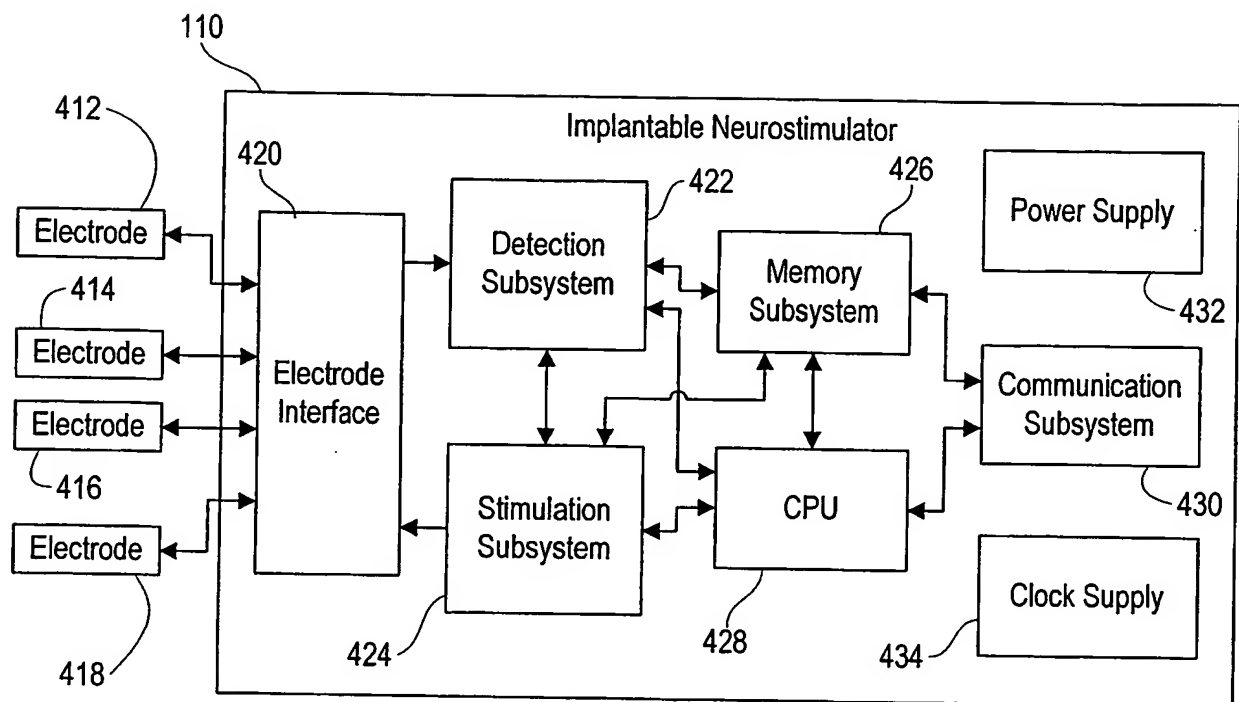 110
412
Implantable Neurostimulator
420
422
426
Electrode
Detection
Subsystem
Memory
Subsystem
Power Supply
432
414
Electrode
Electrode
Interface
Communication
Subsystem
430
Electrode
416
Stimulation
Subsystem
CPU
Electrode
424
428
Clock Supply
434
418